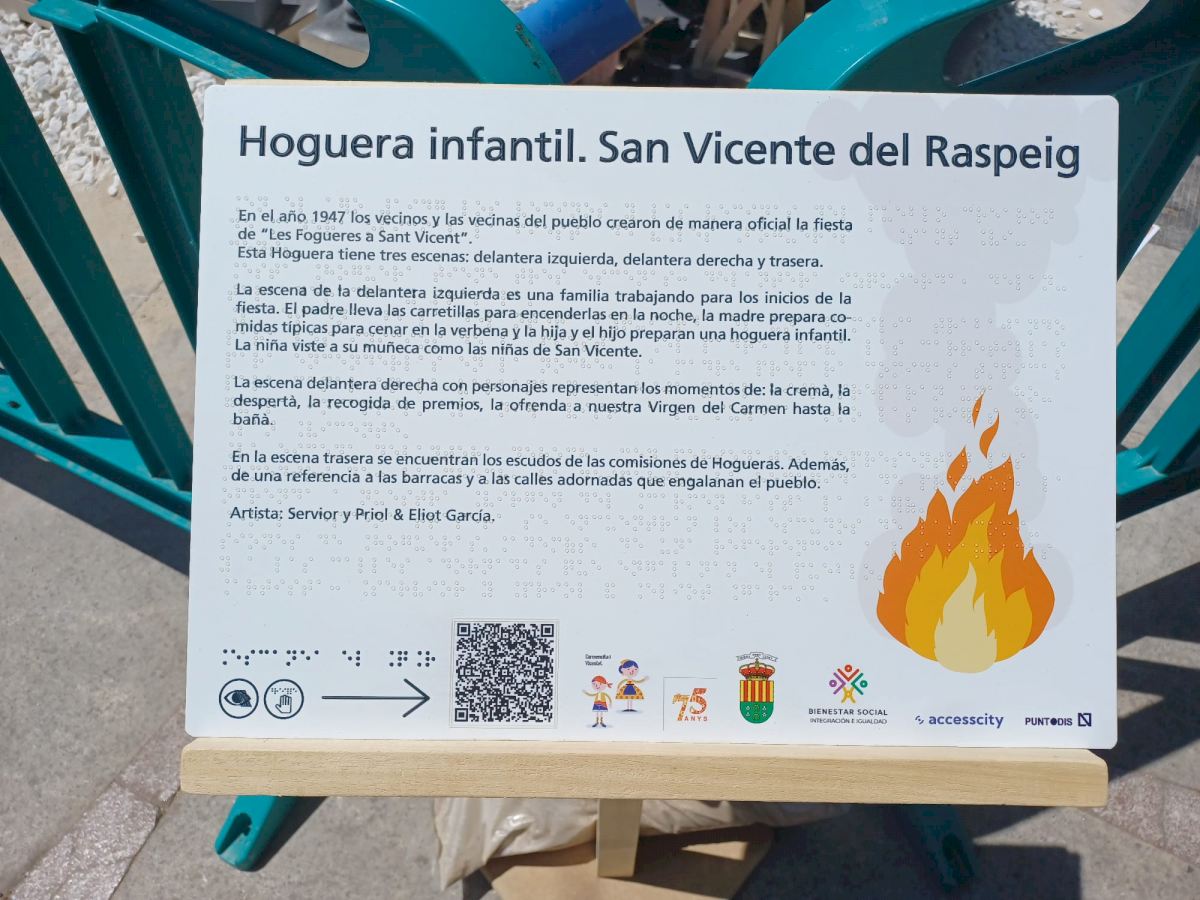 Hoguera infantil. San Vicente del Raspeig
En el año 1947 los vecinos y las vecinas del pueblo crearon de manera oficial la fiesta
de “Les Fogueres a Sant Vicent”.
Esta Hoguera tiene tres escenas: delantera izquierda, delantera derecha y trasera.
La escena de la delantera izquierda es una familia trabajando para los inicios de la
fiesta. El padre lleva las carretillas para encenderlas en la noche, la madre prepara co-
midas típicas para cenar en la verbena y la hija y el hijo preparan una hoguera infantil.
La niña viste a su muñeca como las niñas de San Vicente.
La escena delantera derecha con personajes representan los momentos de: la cremà, la
despertà, la recogida de premios, la ofrenda a nuestra Virgen del Carmen hasta la
bañà.
En la escena trasera se encuentran los escudos de las comisiones de Hogueras. Además,
de una referencia a las barracas y a las calles adornadas que engalanan el pueblo.
Artista: Servior y Priol & Eliot García.
75
ANYS
BIENESTAR SOCIAL
INTEGRACIÓN E IGUALDAD
accesscity
PUNTODIS